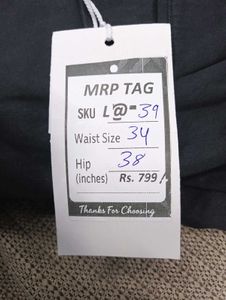 MRP TAG
SKU L@-39
Waist Size 34
Hip 38
(inches) Rs. 799/
Thanks For Choosing